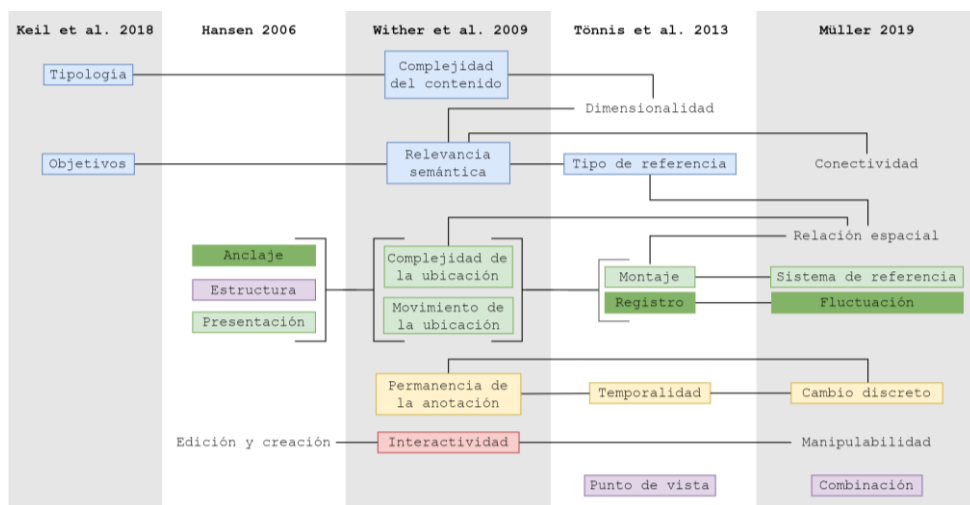 Keil et al. 2018 Hansen 2006 Wither et al. 2009 Tönnis et al. 2013 Müller 2019
Tipología
Complejidad
del contenido
Dimensionalidad
Objetivos
Relevancia
semántica
Tipo de referencia
Conectividad
Relación espacial
Anclaje
Estructura
Presentación
Complejidad de
la ubicación
Movimiento de
la ubicación
Montaje
Registro
Sistema de referencia
Fluctuación
Permanencia de
la anotación
Temporalidad
Cambio discreto
Edición y creación
Interactividad
Manipulabilidad
Punto de vista
Combinación